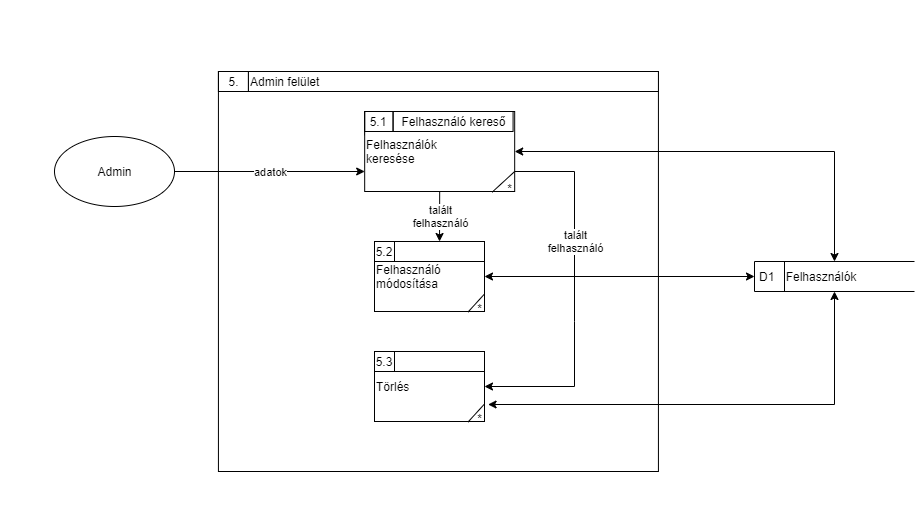 5. Admin felület
5.1 Felhasználó kereső
Felhasználók
keresése
*
Admin
adatok
talált
felhasználó
talált
felhasználó
5.2
Felhasználó
módosítása
*
D1 Felhasználók
5.3
Törlés
*